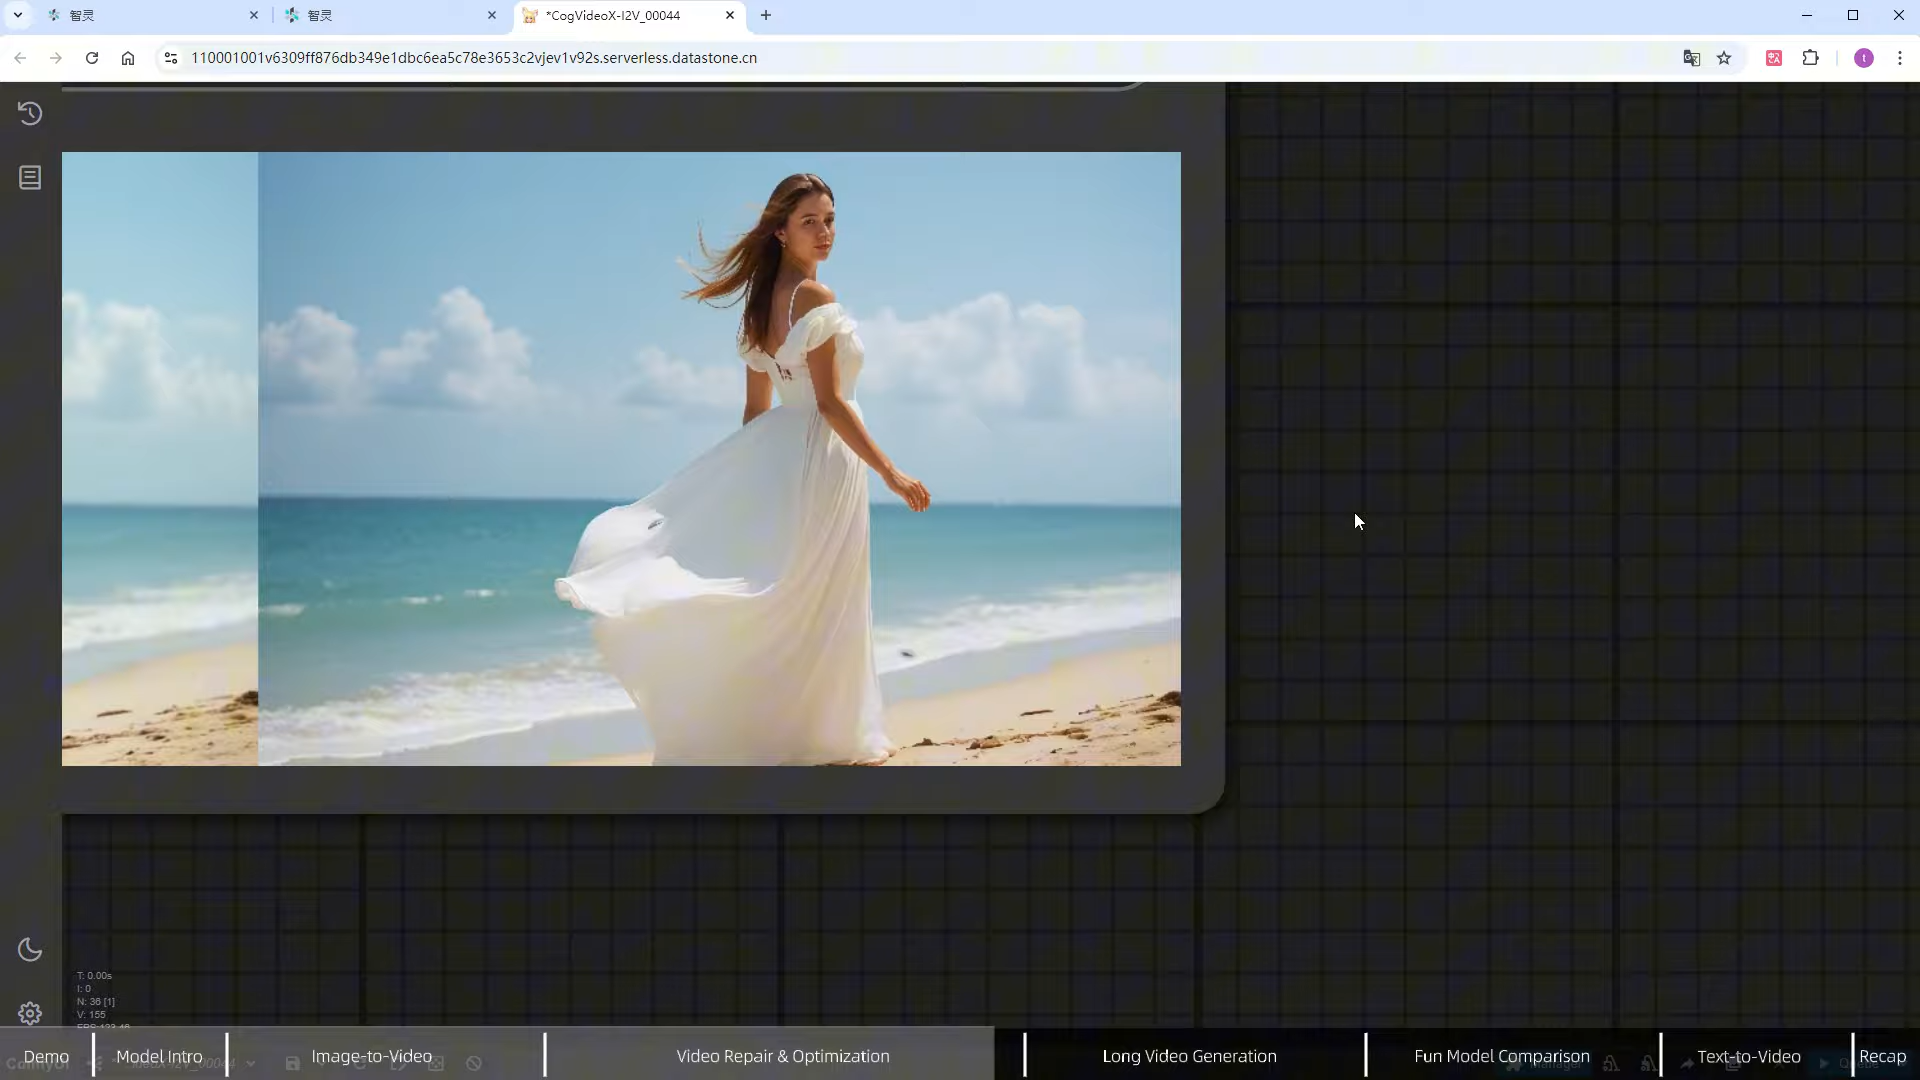 智灵
智灵
*CogVideoX-I2V_00044
110001001v6309ff876db349e1dbc6ea5c78e3653c2vjev1v92s.serverless.datastone.cn
T: 0.00s
I: 0
N: 36 [1]
V: 155
Demo
Model Intro
Image-to-Video
Video Repair & Optimization
Long Video Generation
Fun Model Comparison
Text-to-Video
Recap